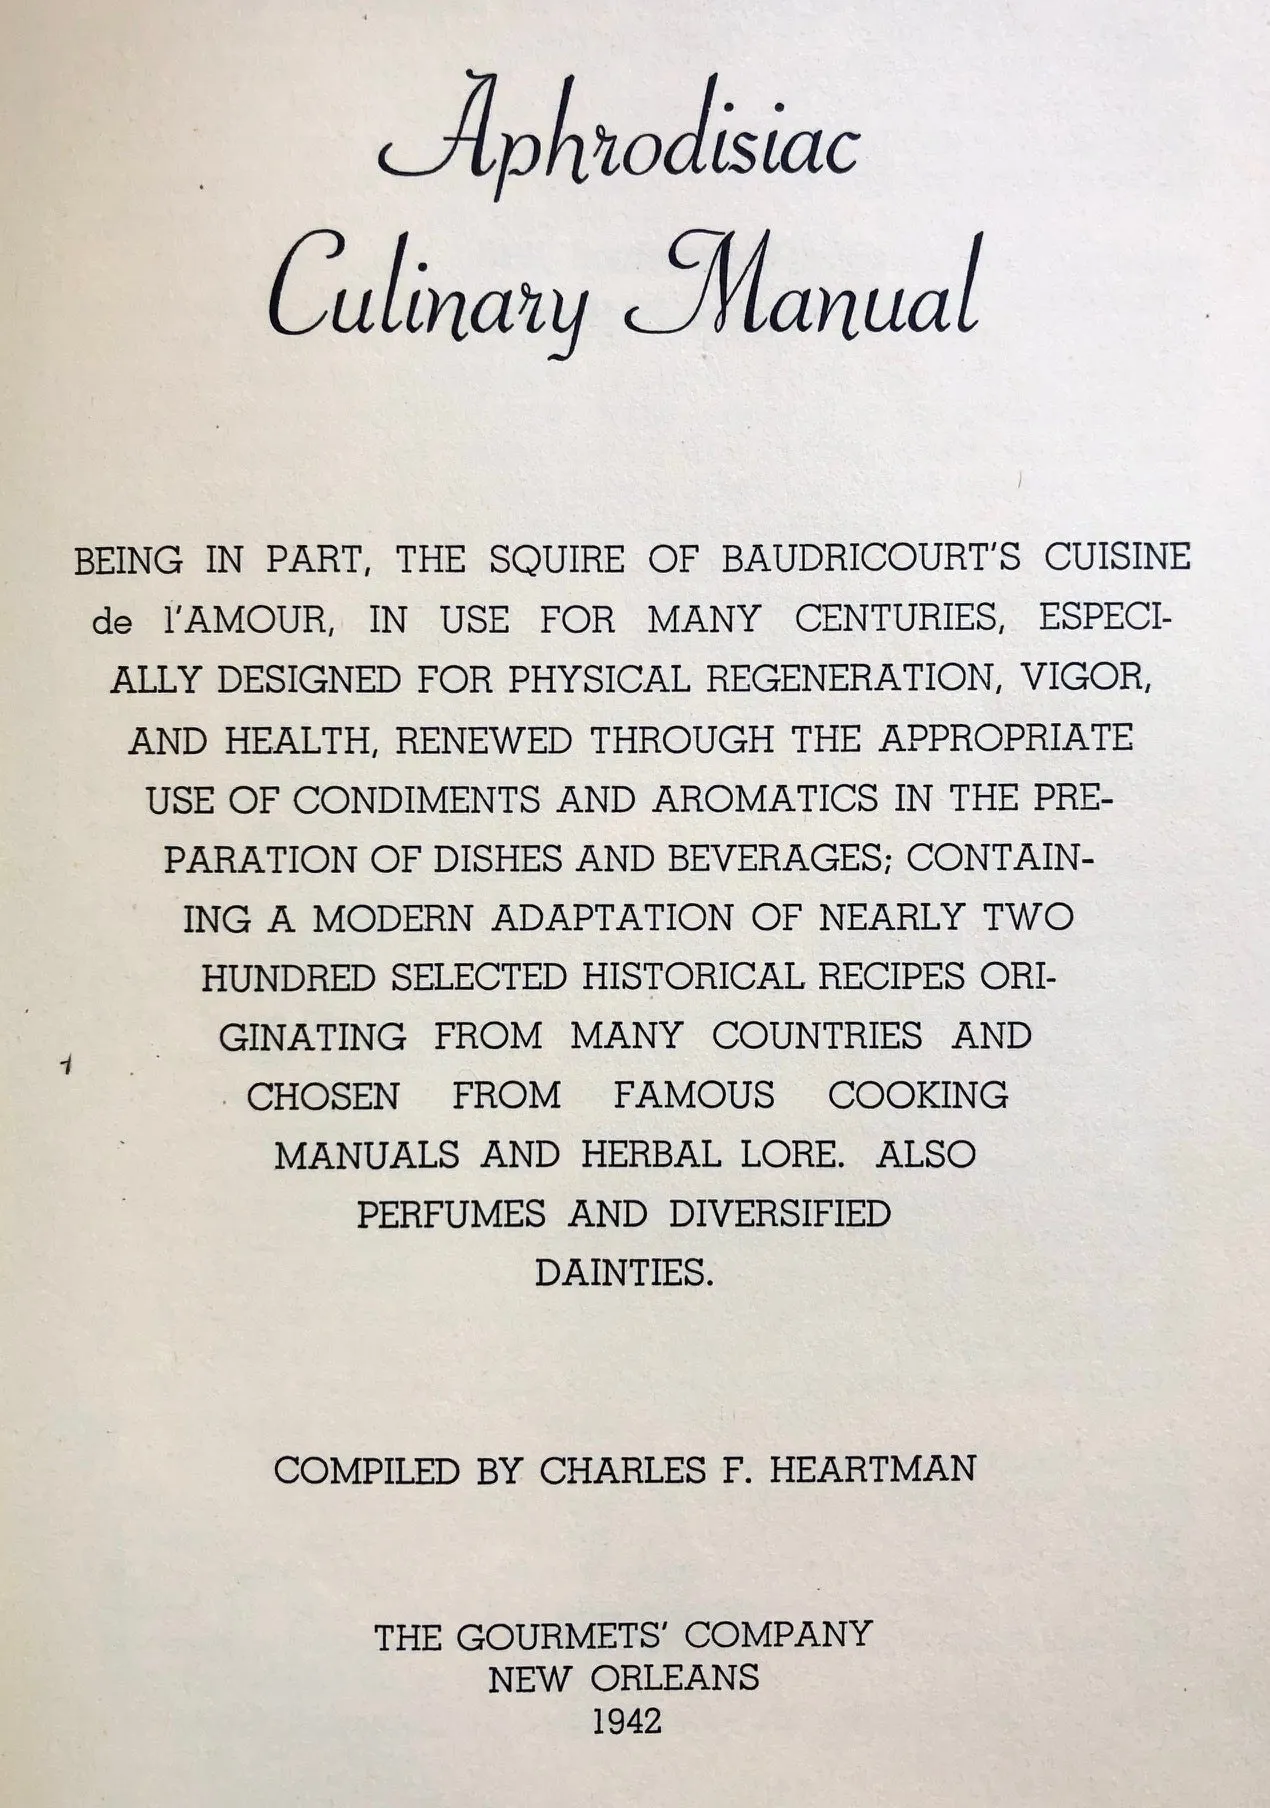 Aphrodisiac
Culinary Manual
BEING IN PART, THE SQUIRE OF BAUDRICOURT'S CUISINE
de l'AMOUR, IN USE FOR MANY CENTURIES, ESPECI-
ALLY DESIGNED FOR PHYSICAL REGENERATION, VIGOR,
AND HEALTH, RENEWED THROUGH THE APPROPRIATE
USE OF CONDIMENTS AND AROMATICS IN THE PRE-
PARATION OF DISHES AND BEVERAGES; CONTAIN-
ING A MODERN ADAPTATION OF NEARLY TWO
HUNDRED SELECTED HISTORICAL RECIPES ORI-
GINATING FROM MANY COUNTRIES AND
CHOSEN FROM FAMOUS COOKING
MANUALS AND HERBAL LORE. ALSO
PERFUMES AND DIVERSIFIED
DAINTIES.
COMPILED BY CHARLES F. HEARTMAN
THE GOURMETS' COMPANY
NEW ORLEANS
1942